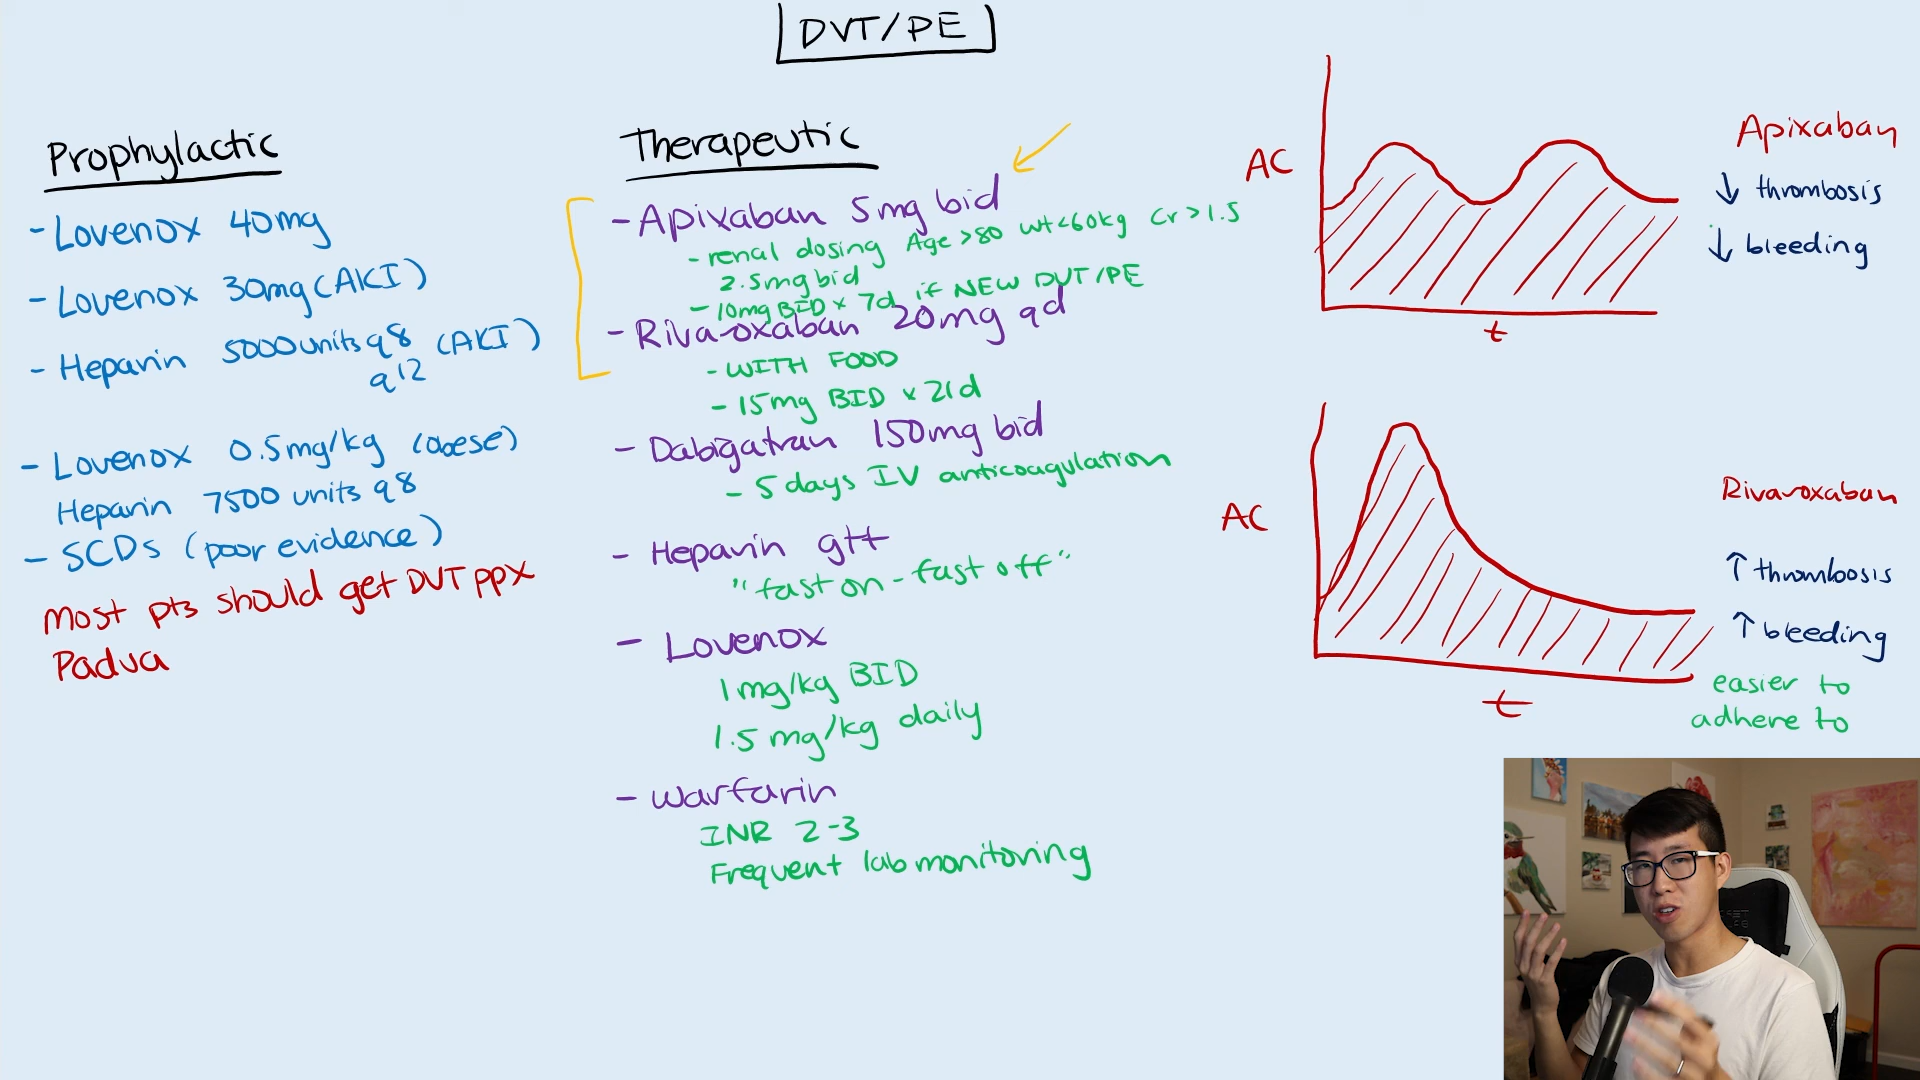 DVT/PE
Prophylactic
- Lovenox 40mg
- Lovenox 30mg (AKI)
- Heparin 5000 units q8 (AKI)
q12
- Lovenox 0.5mg/kg (obese)
Heparin 7500 units q8
- SCDs (poor evidence)
Most pts should get DVT ppx
Padua
Therapeutic
- Apixaban 5mg bid
- renal dosing Age >80 wt<60kg Cr>1.5
2.5mg bid
- 10mg BID x 7d if NEW DVT/PE
- Rivaroxaban 20mg qd
- WITH FOOD
- 15mg BID x 21d
- Dabigatran 150mg bid
- 5 days IV anticoagulation
- Heparin gtt
"fast on - fast off"
- Lovenox
1mg/kg BID
1.5 mg/kg daily
- Warfarin
INR 2-3
Frequent lab monitoring
AC
t
Apixaban
↓ thrombosis
↓ bleeding
AC
t
Rivaroxaban
↑ thrombosis
↑ bleeding
easier to
adhere to